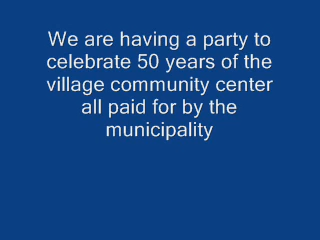 We are having a party to
celebrate 50 years of the
village community center
all paid for by the
municipality